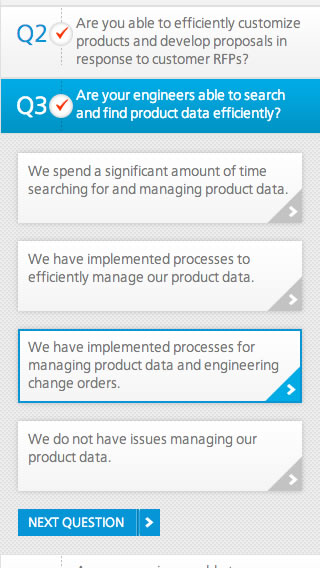 Q2
Are you able to efficiently customize
products and develop proposals in
response to customer RFPs?
Q3
Are your engineers able to search
and find product data efficiently?
We spend a significant amount of time
searching for and managing product data.
We have implemented processes to
efficiently manage our product data.
We have implemented processes for
managing product data and engineering
change orders.
We do not have issues managing our
product data.
NEXT QUESTION